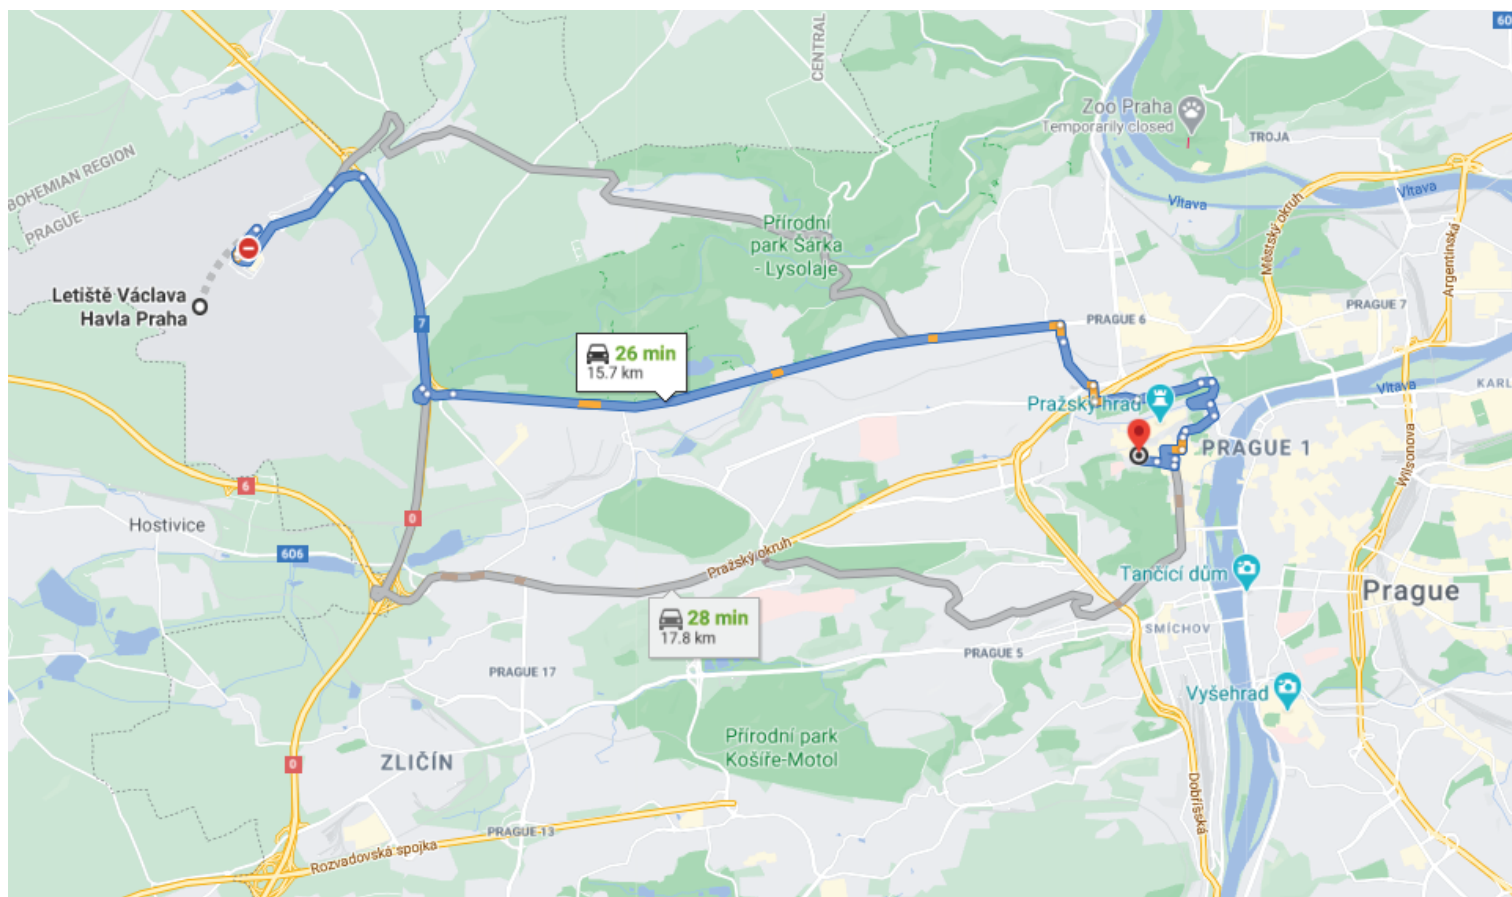 60
CENTRAL
Zoo Praha
Temporarily closed
TROJA
BOHEMIAN REGION
PRAGUE
Vltava
Vltava
Městský okruh
Argentinská
Přírodní
park Šárka
- Lysolaje
Letiště Václava
Havla Praha
7
PRAGUE 6
PRAGUE 7
26 min
15.7 km
Vltava
KARL
Pražský hrad
PRAGUE 1
Wilsonova
6
0
Hostivice
606
Pražský okruh
Tančicí dům
Prague
28 min
17.8 km
SMÍCHOV
PRAGUE 5
PRAGUE 17
Vyšehrad
Přírodní park
Košíře-Motol
ZLIČÍN
0
Dobříšská
PRAGUE 13
Rozvadovská spojka